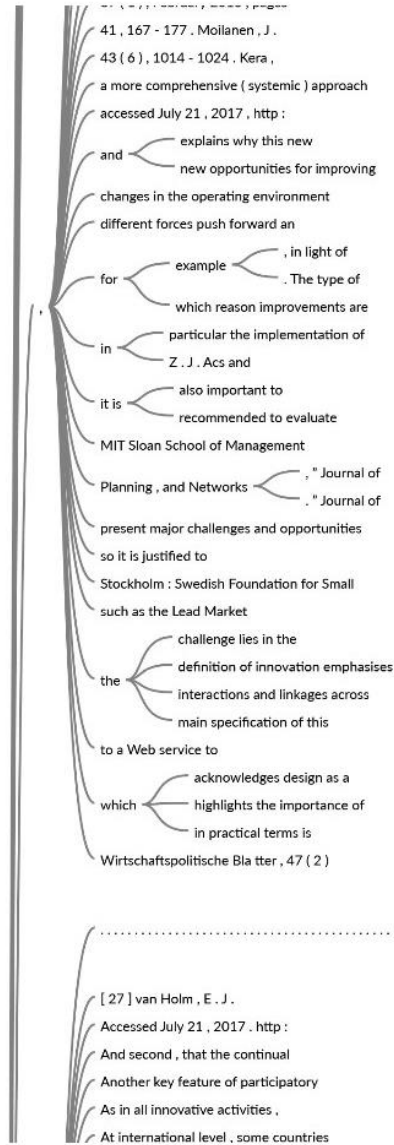 41 , 167 - 177 . Moilanen , J .
43 ( 6 ) , 1014 - 1024 . Kera ,
a more comprehensive ( systemic ) approach
accessed July 21 , 2017 , http :
and
explains why this new
new opportunities for improving
changes in the operating environment
different forces push forward an
for
example
, in light of
. The type of
which reason improvements are
,
in
particular the implementation of
Z . J . Acs and
it is
also important to
recommended to evaluate
MIT Sloan School of Management
Planning , and Networks
, " Journal of
. " Journal of
present major challenges and opportunities
so it is justified to
Stockholm : Swedish Foundation for Small
such as the Lead Market
the
challenge lies in the
definition of innovation emphasises
interactions and linkages across
main specification of this
to a Web service to
which
acknowledges design as a
highlights the importance of
in practical terms is
Wirtschaftspolitische Bla tter , 47 ( 2 )
. . . . . . . . . . . . . . . . . . . . . . . . . . . . . . . . . . . . . . . . .
[ 27 ] van Holm , E . J .
Accessed July 21 , 2017 . http :
And second , that the continual
Another key feature of participatory
As in all innovative activities ,
At international level , some countries